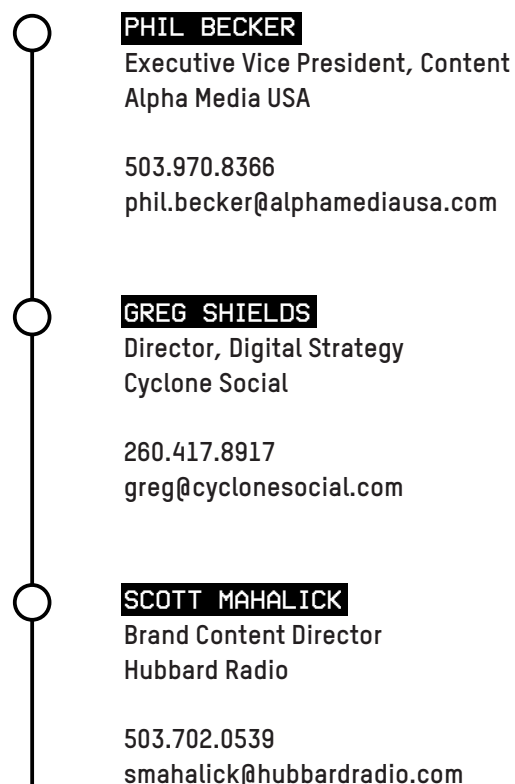 PHIL BECKER
Executive Vice President, Content
Alpha Media USA
503.970.8366
phil.becker@alphamediausa.com
GREG SHIELDS
Director, Digital Strategy
Cyclone Social
260.417.8917
greg@cyclonesocial.com
SCOTT MAHALICK
Brand Content Director
Hubbard Radio
503.702.0539
smahalick@hubbardradio.com